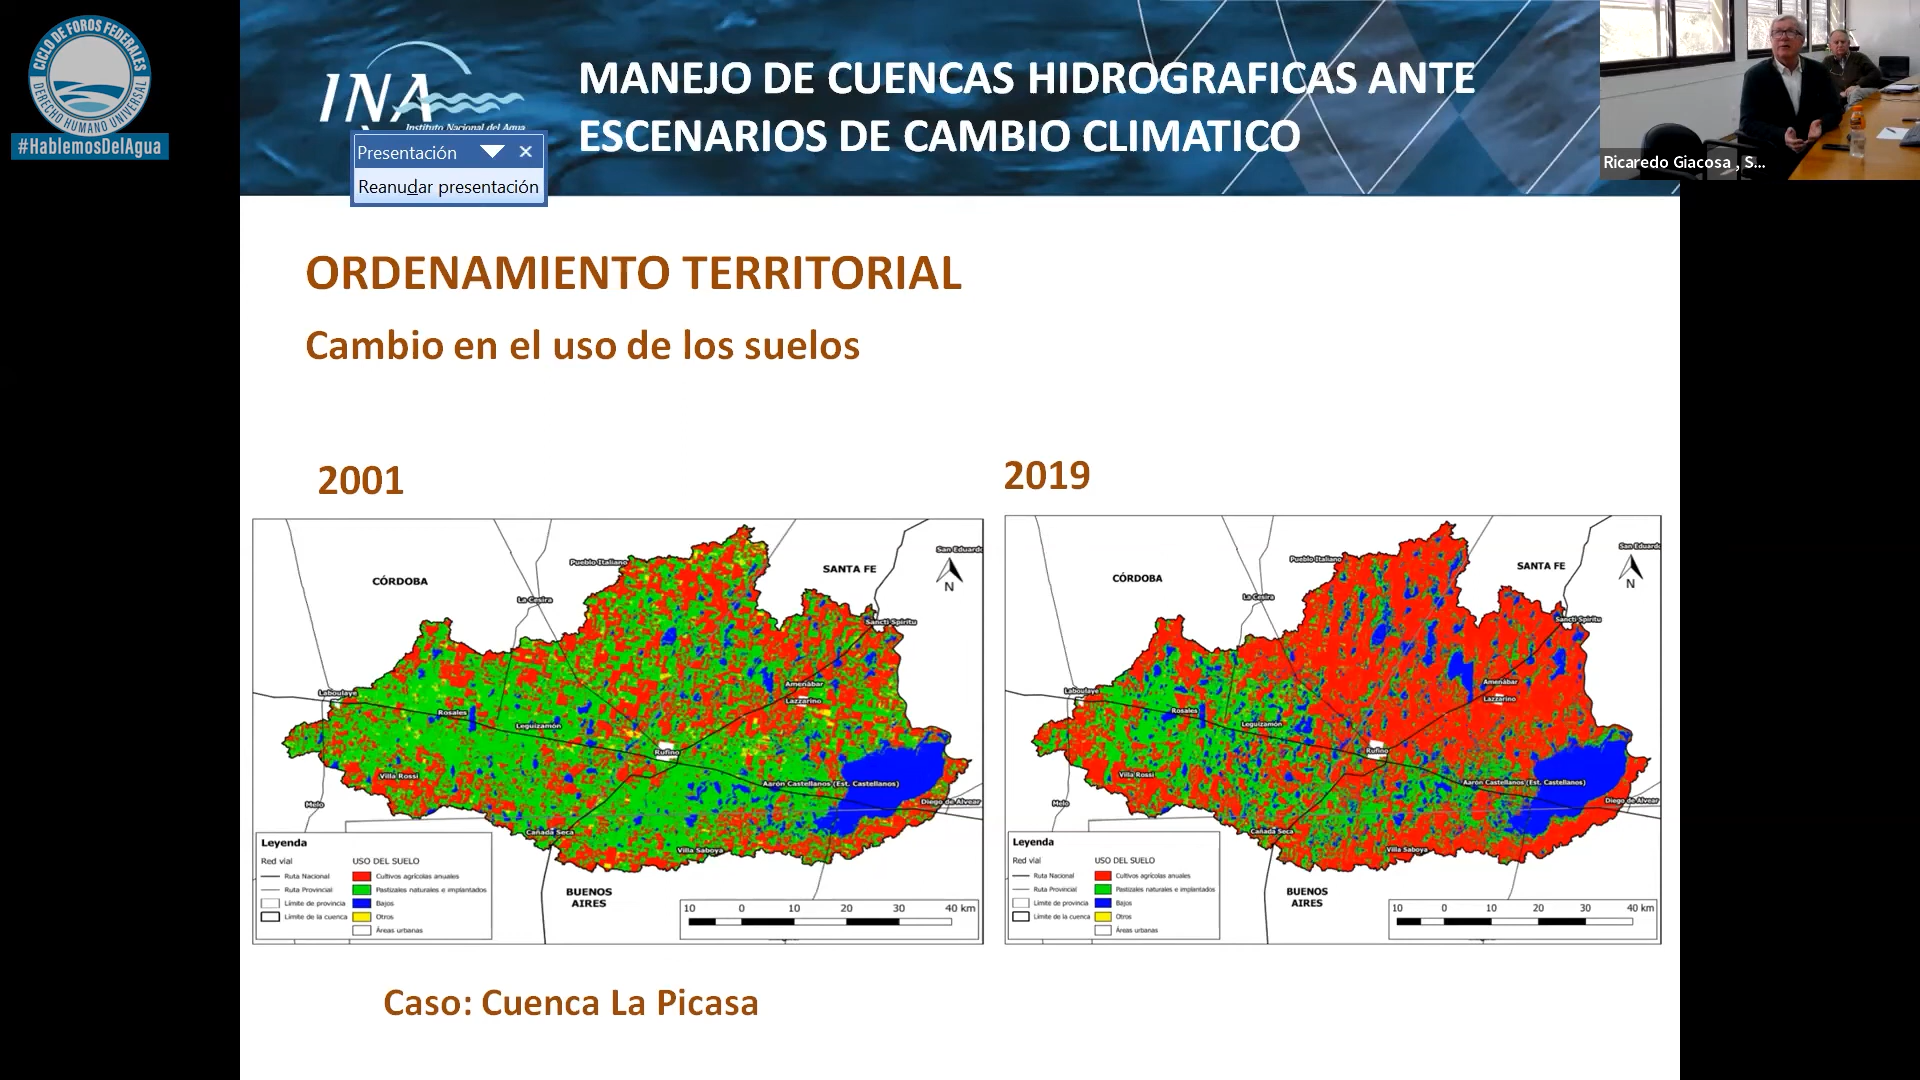 CICLO DE FOROS FEDERALES
DERECHO HUMANO UNIVERSAL
#HablemosDelAgua
INA
Instituto Nacional del Agua
MANEJO DE CUENCAS HIDROGRAFICAS ANTE
ESCENARIOS DE CAMBIO CLIMATICO
Presentación
Reanudar presentación
Ricaredo Giacosa , S...
ORDENAMIENTO TERRITORIAL
Cambio en el uso de los suelos
2001
CÓRDOBA
Pueblo Italiano
SANTA FE
San Eduardo
N
La Cesira
Sancti Spiritu
Laboulaye
Amenábar
Lazzarino
Rosales
Leguizamón
Rufino
Villa Rossi
Aarón Castellanos (Est. Castellanos)
Melo
Diego de Alvear
Cañada Seca
Villa Saboya
BUENOS
AIRES
Leyenda
Red vial
USO DEL SUELO
Ruta Nacional
Cultivos agrícolas anuales
Ruta Provincial
Pastizales naturales e implantados
Límite de provincia
Bajos
Límite de la cuenca
Otros
Áreas urbanas
10 0 10 20 30 40 km
2019
CÓRDOBA
Pueblo Italiano
SANTA FE
San Eduardo
N
La Cesira
Sancti Spiritu
Laboulaye
Amenábar
Lazzarino
Rosales
Leguizamón
Rufino
Villa Rossi
Aarón Castellanos (Est. Castellanos)
Melo
Diego de Alvear
Cañada Seca
Villa Saboya
BUENOS
AIRES
Leyenda
Red vial
USO DEL SUELO
Ruta Nacional
Cultivos agrícolas anuales
Ruta Provincial
Pastizales naturales e implantados
Límite de provincia
Bajos
Límite de la cuenca
Otros
Áreas urbanas
10 0 10 20 30 40 km
Caso: Cuenca La Picasa